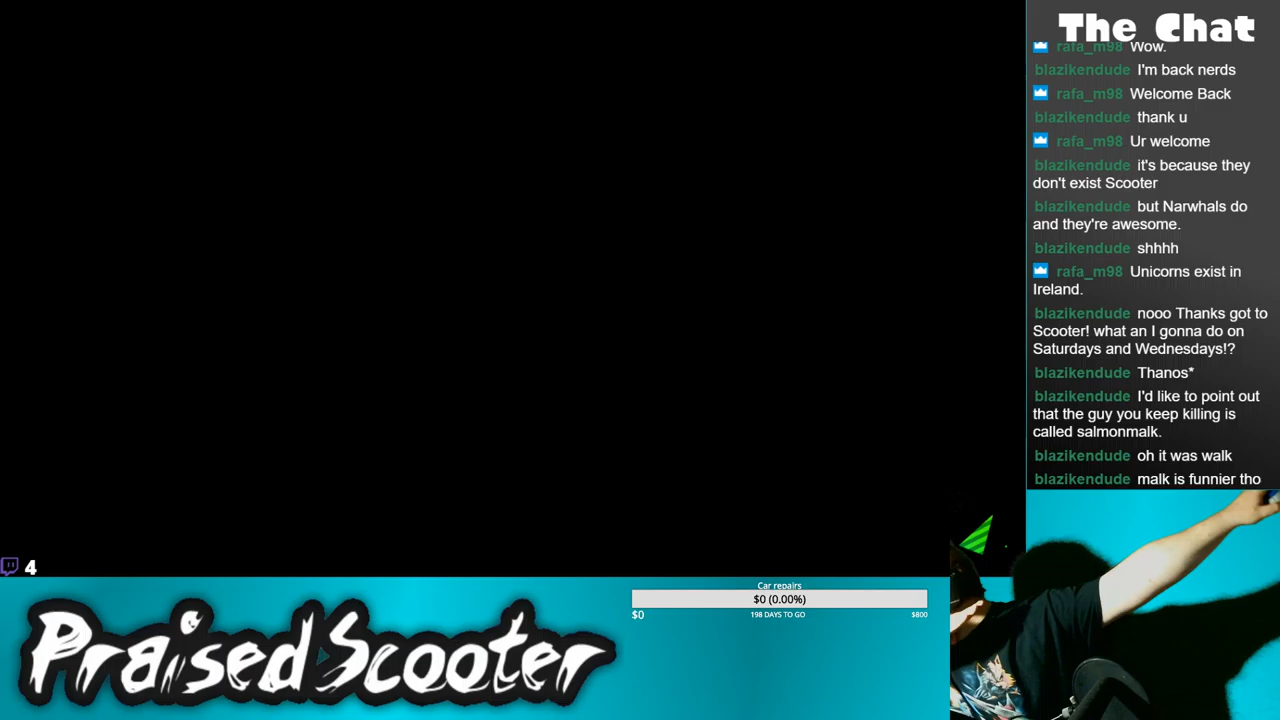 The Chat
rafa_m98 Wow.
blazikendude I'm back nerds
rafa_m98 Welcome Back
blazikendude thank u
rafa_m98 Ur welcome
blazikendude it's because they
don't exist Scooter
blazikendude but Narwhals do
and they're awesome.
blazikendude shhhh
rafa_m98 Unicorns exist in
Ireland.
blazikendude nooo Thanks got to
Scooter! what an I gonna do on
Saturdays and Wednesdays!?
blazikendude Thanos*
blazikendude I'd like to point out
that the guy you keep killing is
called salmonmalk.
blazikendude oh it was walk
blazikendude malk is funnier tho
4
Car repairs
$0 (0.00%)
$0 198 DAYS TO GO $800
PraisedScooter